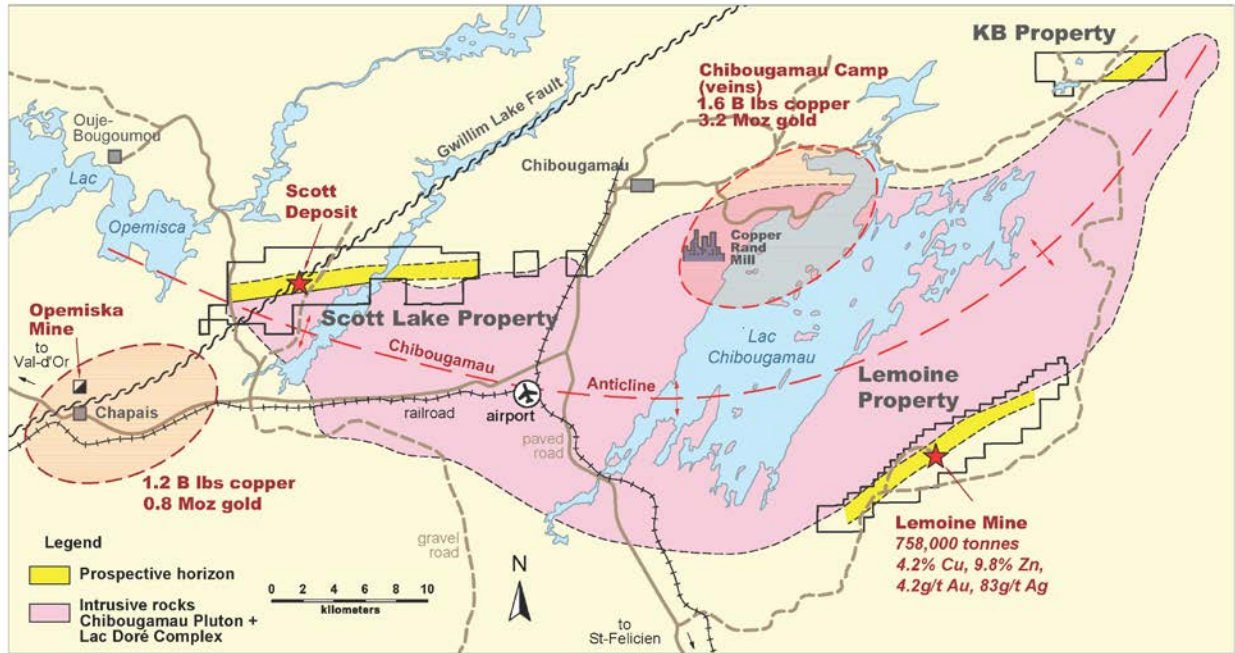 KB Property
Chibougamau Camp
(veins)
1.6 B lbs copper
3.2 Moz gold
Ouje-
Bougoumou
Gwillim Lake Fault
Chibougamau
Lac
Opemisca
Scott
Deposit
Copper
Rand
Mill
Opemiska
Mine
to
Val-d'Or
Scott Lake Property
Lac
Chibougamau
Chibougamau
Anticline
Lemoine
Property
Chapais
railroad
airport
paved
road
1.2 B lbs copper
0.8 Moz gold
Lemoine Mine
758,000 tonnes
4.2% Cu, 9.8% Zn,
4.2g/t Au, 83g/t Ag
gravel
road
Legend
Prospective horizon
Intrusive rocks
Chibougamau Pluton +
Lac Doré Complex
0 2 4 6 8 10
kilometers
N
to
St-Felicien